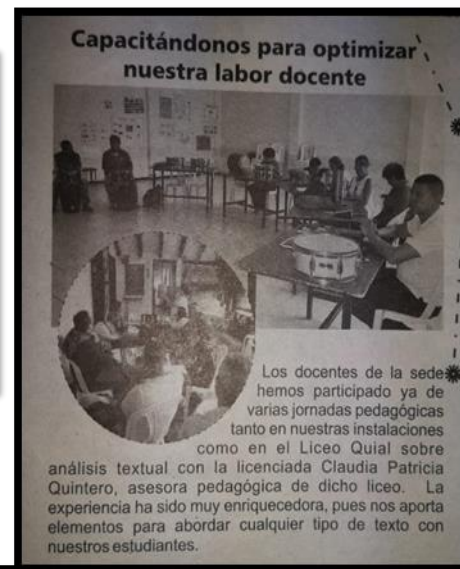 Capacitándonos para optimizar
nuestra labor docente
Los docentes de la sede
hemos participado ya de
varias jornadas pedagógicas
tanto en nuestras instalaciones
como en el Liceo Quial sobre
análisis textual con la licenciada Claudia Patricia
Quintero, asesora pedagógica de dicho liceo. La
experiencia ha sido muy enriquecedora, pues nos aporta
elementos para abordar cualquier tipo de texto con
nuestros estudiantes.